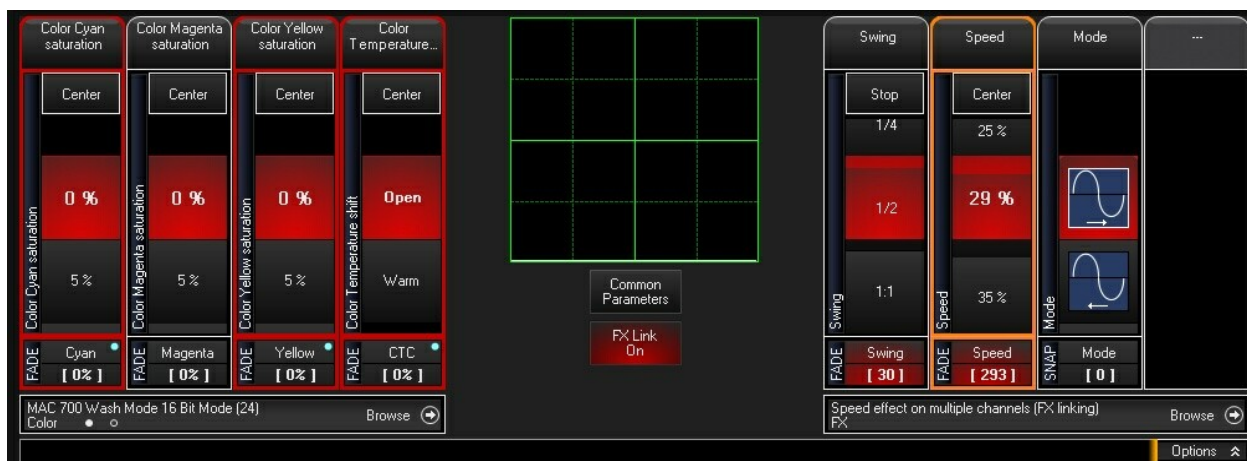 Color Cyan
saturation
Color Magenta
saturation
Color Yellow
saturation
Color
Temperature...
Center
Center
Center
Center
Color Cyan saturation
0 %
5 %
Color Magenta saturation
0 %
5 %
Color Yellow saturation
0 %
5 %
Color Temperature shift
Open
Warm
FADE
Cyan
[ 0% ]
FADE
Magenta
[ 0% ]
FADE
Yellow
[ 0% ]
FADE
CTC
[ 0% ]
MAC 700 Wash Mode 16 Bit Mode (24)
Color
Browse
Common
Parameters
FX Link
On
Swing
Speed
Mode
---
Swing
Stop
1/4
1/2
1:1
Speed
Center
25 %
29 %
35 %
Mode
FADE
Swing
[ 30 ]
FADE
Speed
[ 293 ]
SNAP
Mode
[ 0 ]
Speed effect on multiple channels (FX linking)
FX
Browse
Options